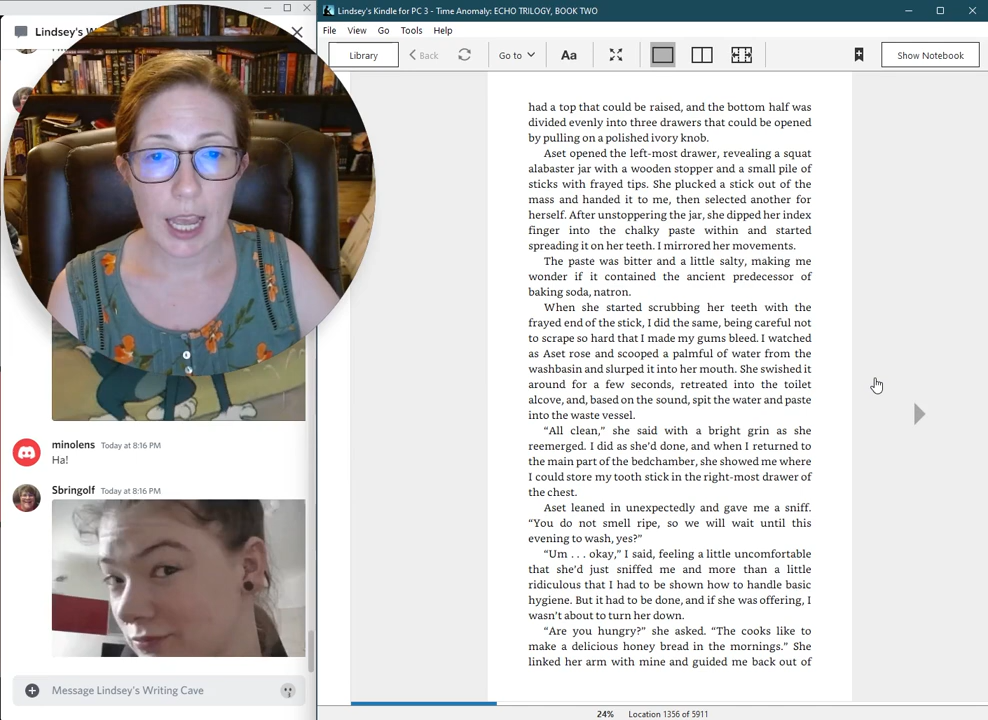 Lindsey's W
minolens Today at 8:16 PM
Ha!
Sbringolf Today at 8:16 PM
Message Lindsey's Writing Cave
Lindsey's Kindle for PC 3 - Time Anomaly: ECHO TRILOGY, BOOK TWO
File View Go Tools Help
Library Back Go to Aa Show Notebook
had a top that could be raised, and the bottom half was
divided evenly into three drawers that could be opened
by pulling on a polished ivory knob.
Aset opened the left-most drawer, revealing a squat
alabaster jar with a wooden stopper and a small pile of
sticks with frayed tips. She plucked a stick out of the
mass and handed it to me, then selected another for
herself. After unstoppering the jar, she dipped her index
finger into the chalky paste within and started
spreading it on her teeth. I mirrored her movements.
The paste was bitter and a little salty, making me
wonder if it contained the ancient predecessor of
baking soda, natron.
When she started scrubbing her teeth with the
frayed end of the stick, I did the same, being careful not
to scrape so hard that I made my gums bleed. I watched
as Aset rose and scooped a palmful of water from the
washbasin and slurped it into her mouth. She swished it
around for a few seconds, retreated into the toilet
alcove, and, based on the sound, spit the water and paste
into the waste vessel.
“All clean,” she said with a bright grin as she
reemerged. I did as she’d done, and when I returned to
the main part of the bedchamber, she showed me where
I could store my tooth stick in the right-most drawer of
the chest.
Aset leaned in unexpectedly and gave me a sniff.
“You do not smell ripe, so we will wait until this
evening to wash, yes?”
“Um . . . okay,” I said, feeling a little uncomfortable
that she’d just sniffed me and more than a little
ridiculous that I had to be shown how to handle basic
hygiene. But it had to be done, and if she was offering, I
wasn’t about to turn her down.
“Are you hungry?” she asked. “The cooks like to
make a delicious honey bread in the mornings.” She
linked her arm with mine and guided me back out of
24% Location 1356 of 5911